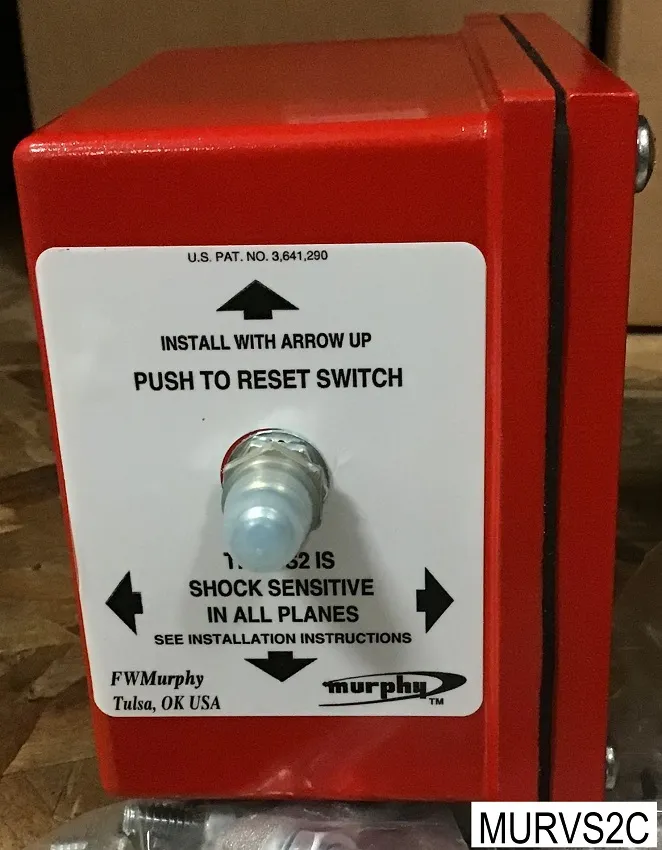 U.S. PAT. NO. 3,641,290
INSTALL WITH ARROW UP
PUSH TO RESET SWITCH
IS
SHOCK SENSITIVE
IN ALL PLANES
SEE INSTALLATION INSTRUCTIONS
FWMurphy
Tulsa, OK USA
murphy
TM
MURVS2C